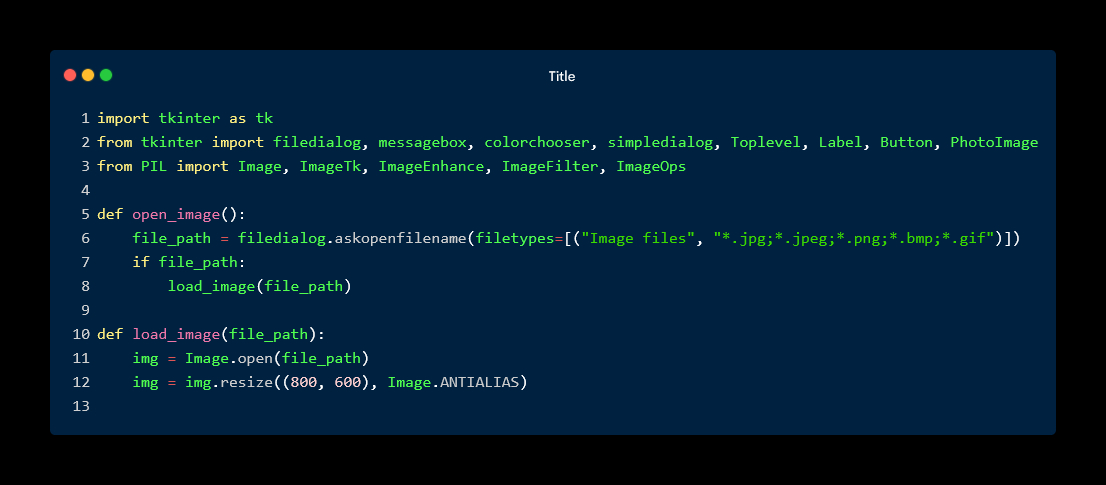 Title
1 import tkinter as tk
2 from tkinter import filedialog, messagebox, colorchooser, simpledialog, Toplevel, Label, Button, PhotoImage
3 from PIL import Image, ImageTk, ImageEnhance, ImageFilter, ImageOps
4
5 def open_image():
6     file_path = filedialog.askopenfilename(filetypes=[("Image files", "*.jpg;*.jpeg;*.png;*.bmp;*.gif")])
7     if file_path:
8         load_image(file_path)
9
10 def load_image(file_path):
11     img = Image.open(file_path)
12     img = img.resize((800, 600), Image.ANTIALIAS)
13